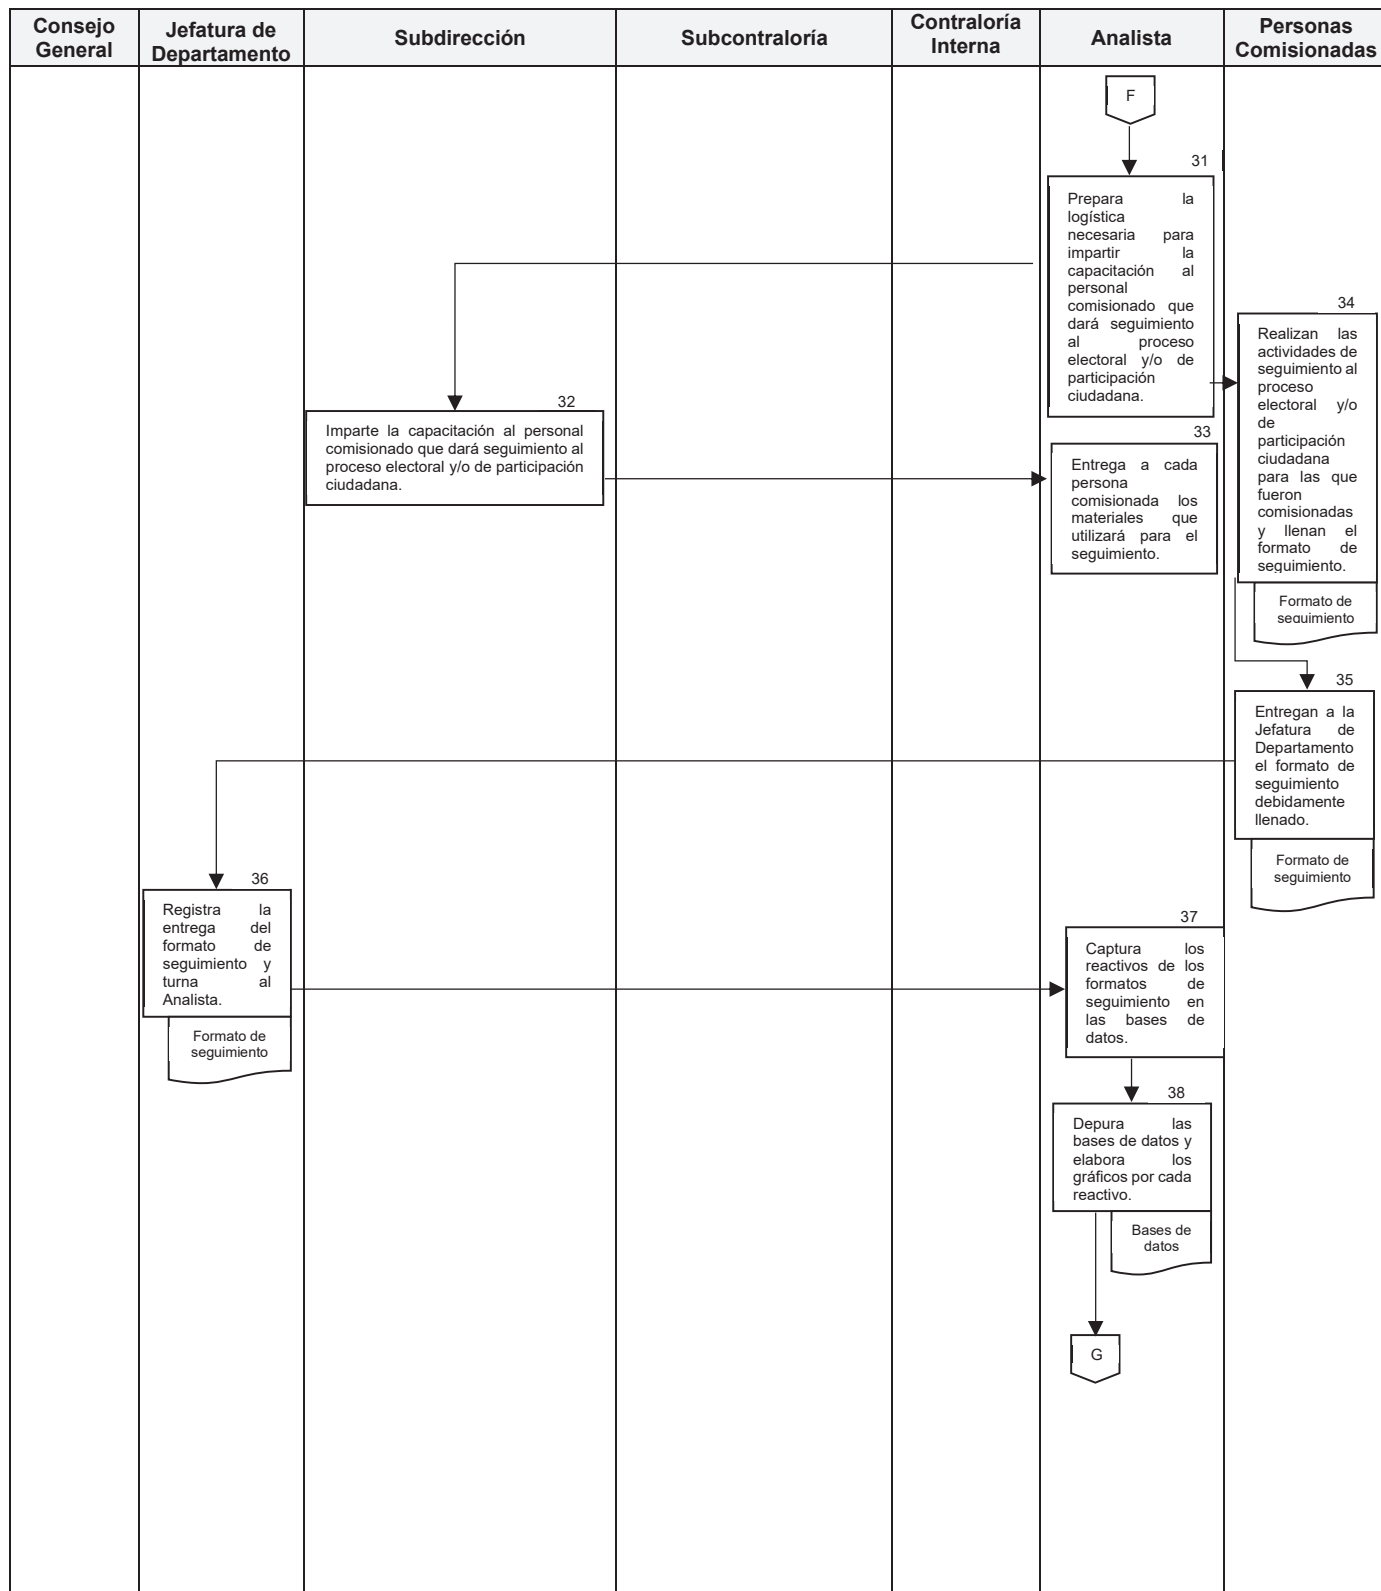 Consejo
General
Jefatura de
Departamento
Subdirección
Subcontraloría
Contraloría
Interna
Analista
Personas
Comisionadas
F
31
Prepara la
logística
necesaria para
impartir la
capacitación al
personal
comisionado que
dará seguimiento
al proceso
electoral y/o de
participación
ciudadana.
32
Imparte la capacitación al personal
comisionado que dará seguimiento al
proceso electoral y/o de participación
ciudadana.
33
Entrega a cada
persona
comisionada los
materiales que
utilizará para el
seguimiento.
34
Realizan las
actividades de
seguimiento al
proceso
electoral y/o
de
participación
ciudadana
para las que
fueron
comisionadas
y llenan el
formato de
seguimiento.
Formato de
seguimiento
35
Entregan a la
Jefatura de
Departamento
el formato de
seguimiento
debidamente
llenado.
Formato de
seguimiento
36
Registra la
entrega del
formato de
seguimiento y
turna al
Analista.
Formato de
seguimiento
37
Captura los
reactivos de los
formatos de
seguimiento en
las bases de
datos.
38
Depura las
bases de datos y
elabora los
gráficos por cada
reactivo.
Bases de
datos
G